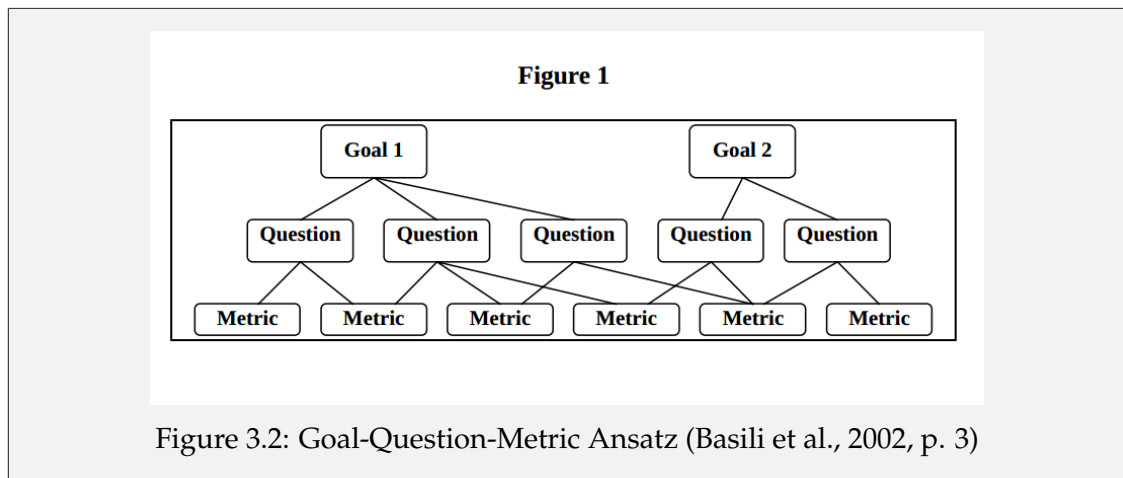 Figure 1
Goal 1 Goal 2
Question Question Question Question Question
Metric Metric Metric Metric Metric Metric
Figure 3.2: Goal-Question-Metric Ansatz (Basili et al., 2002, p. 3)